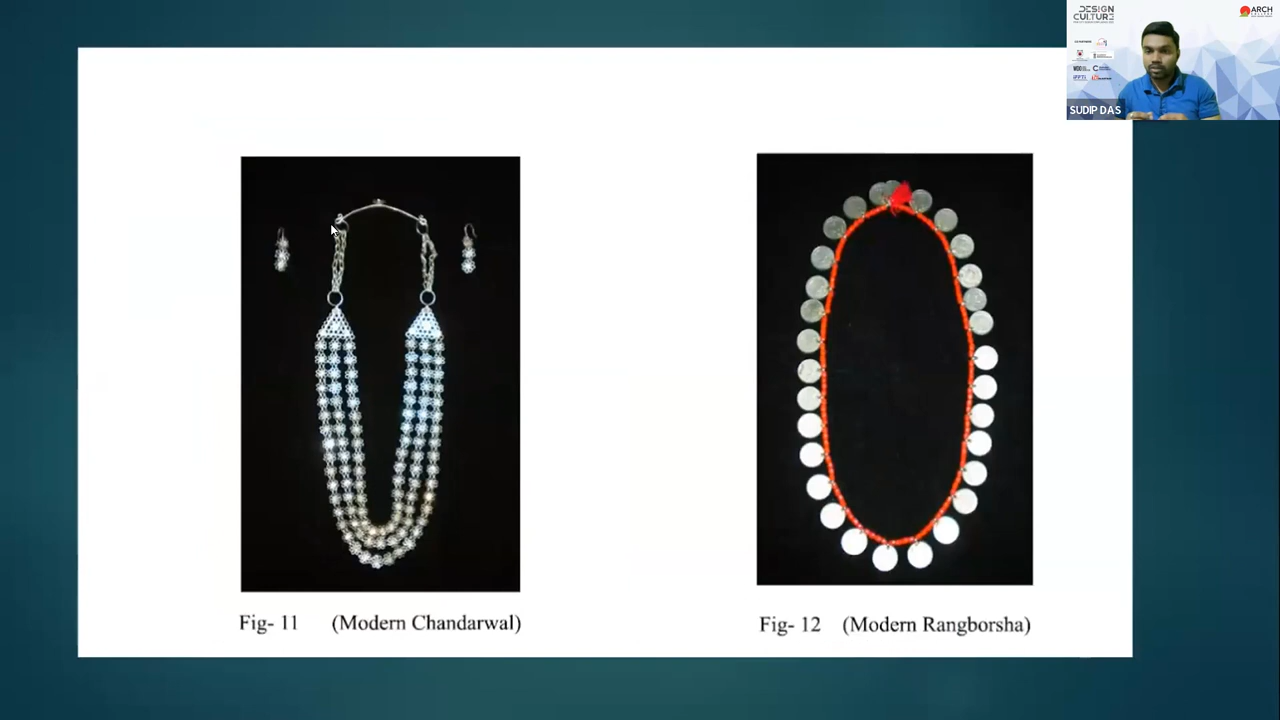 DESIGN
CULTURE
ARCH
SUDIP DAS
Fig- 11 (Modern Chandarwal)
Fig- 12 (Modern Rangborsha)